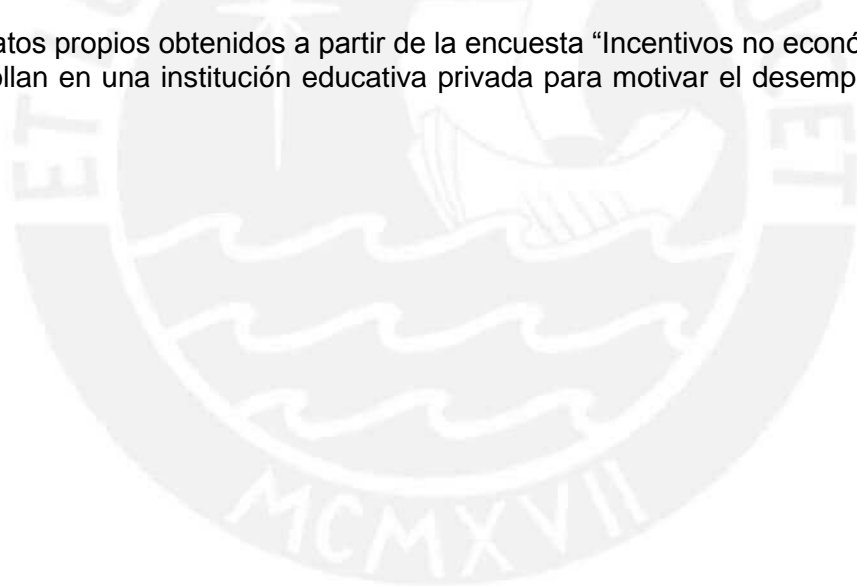 atos propios obtenidos a partir de la encuesta “Incentivos no econó
ollan en una institución educativa privada para motivar el desemp
MCMXVII